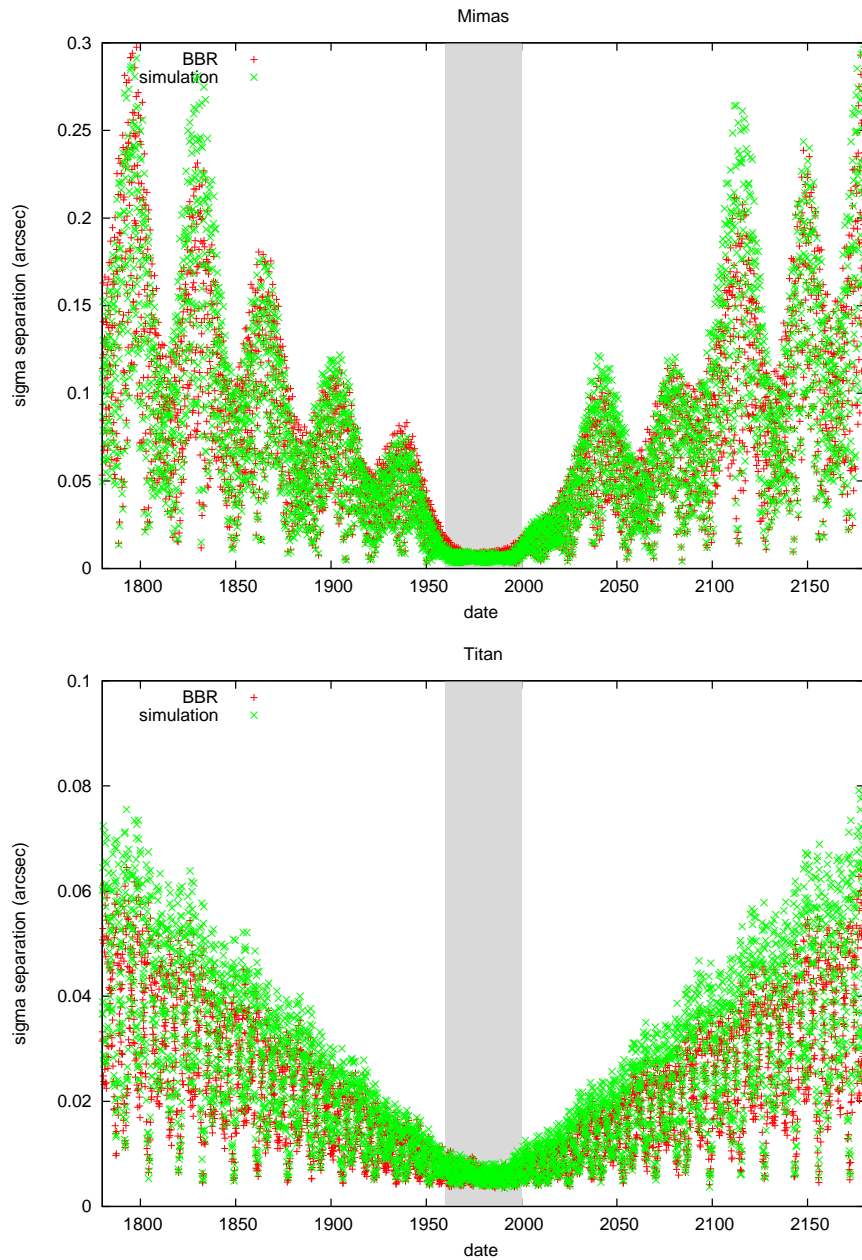 Mimas
0.3
BBR
simulation
0.25
0.2
0.15
0.1
0.05
0
sigma separation (arcsec)
1800 1850 1900 1950 2000 2050 2100 2150
date
Titan
0.1
BBR
simulation
0.08
0.06
0.04
0.02
0
sigma separation (arcsec)
1800 1850 1900 1950 2000 2050 2100 2150
date